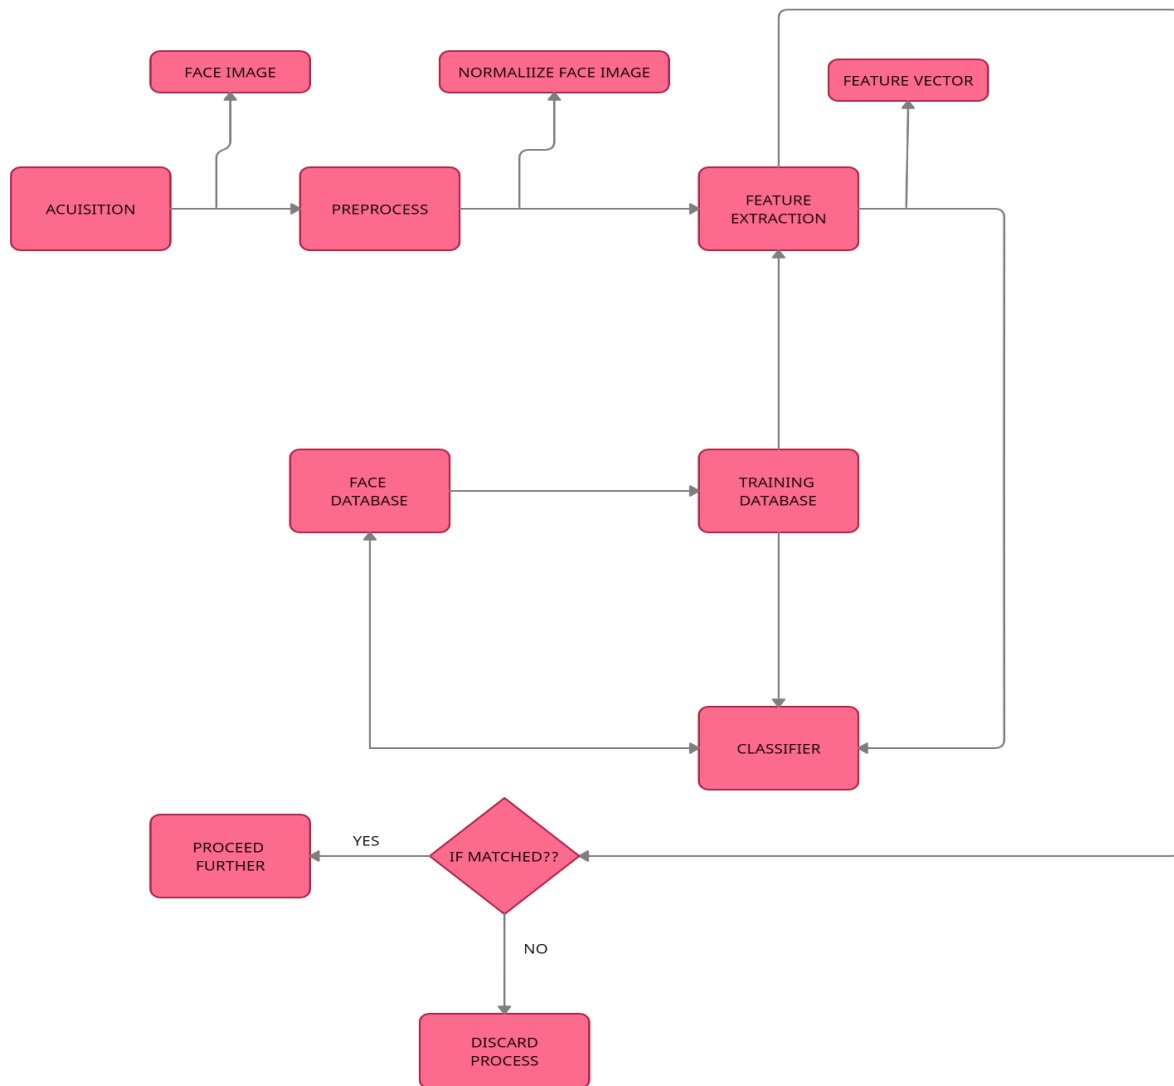 FACE IMAGE
NORMALIIZE FACE IMAGE
FEATURE VECTOR
ACUISITION
PREPROCESS
FEATURE
EXTRACTION
FACE
DATABASE
TRAINING
DATABASE
CLASSIFIER
PROCEED
FURTHER
YES
IF MATCHED??
NO
DISCARD
PROCESS